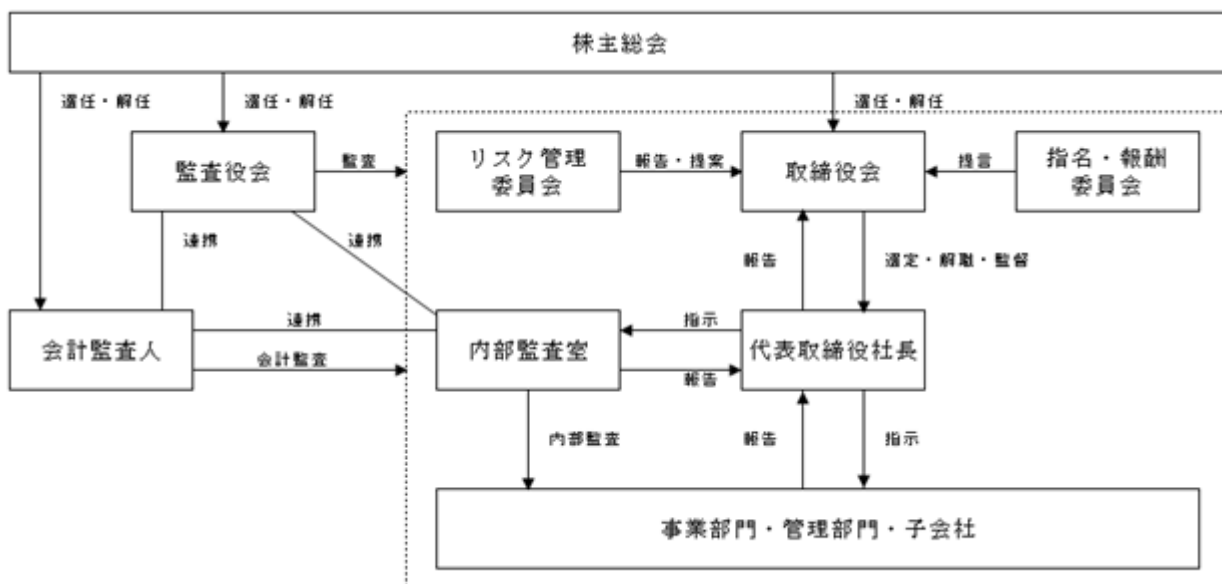 株主総会
選任・解任
選任・解任
選任・解任
監査役会
監査
リスク管理
委員会
報告・提案
取締役会
提言
指名・報酬
委員会
連携
連携
報告
選定・解職・監督
会計監査人
連携
会計監査
内部監査室
指示
報告
代表取締役社長
内部監査
報告
指示
事業部門・管理部門・子会社